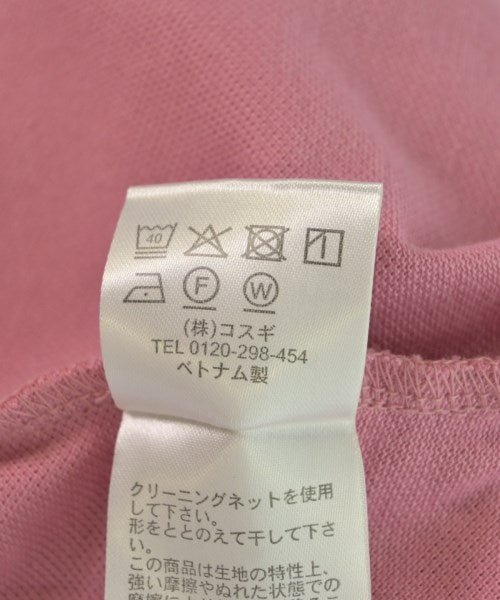 40
F W
(株)コスギ
TEL 0120-298-454
ベトナム製
クリーニングネットを使用
して下さい。
形をととのえて干して下さ
い。
この商品は生地の特性上、
強い摩擦やぬれた状態での